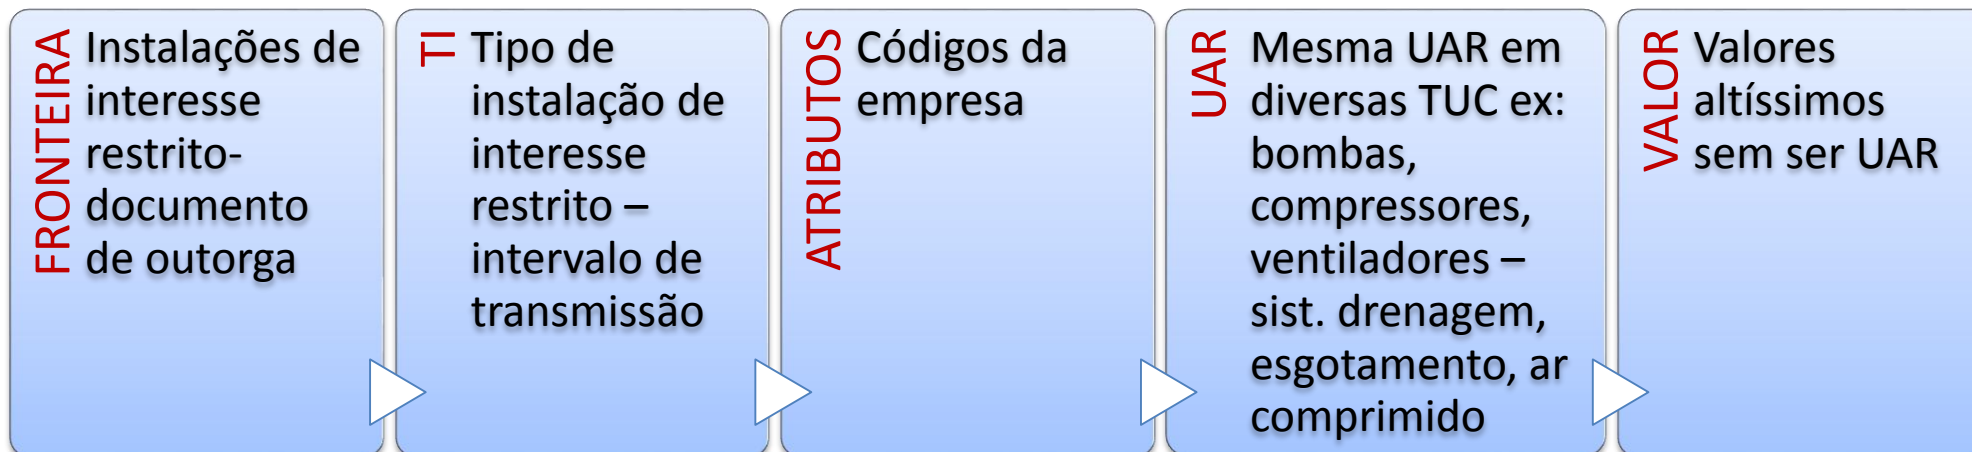 FRONTEIRA
Instalações de
interesse
restrito-
documento
de outorga
TI
Tipo de
instalação de
interesse
restrito –
intervalo de
transmissão
ATRIBUTOS
Códigos da
empresa
UAR
Mesma UAR em
diversas TUC ex:
bombas,
compressores,
ventiladores –
sist. drenagem,
esgotamento, ar
comprimido
VALOR
Valores
altíssimos
sem ser UAR